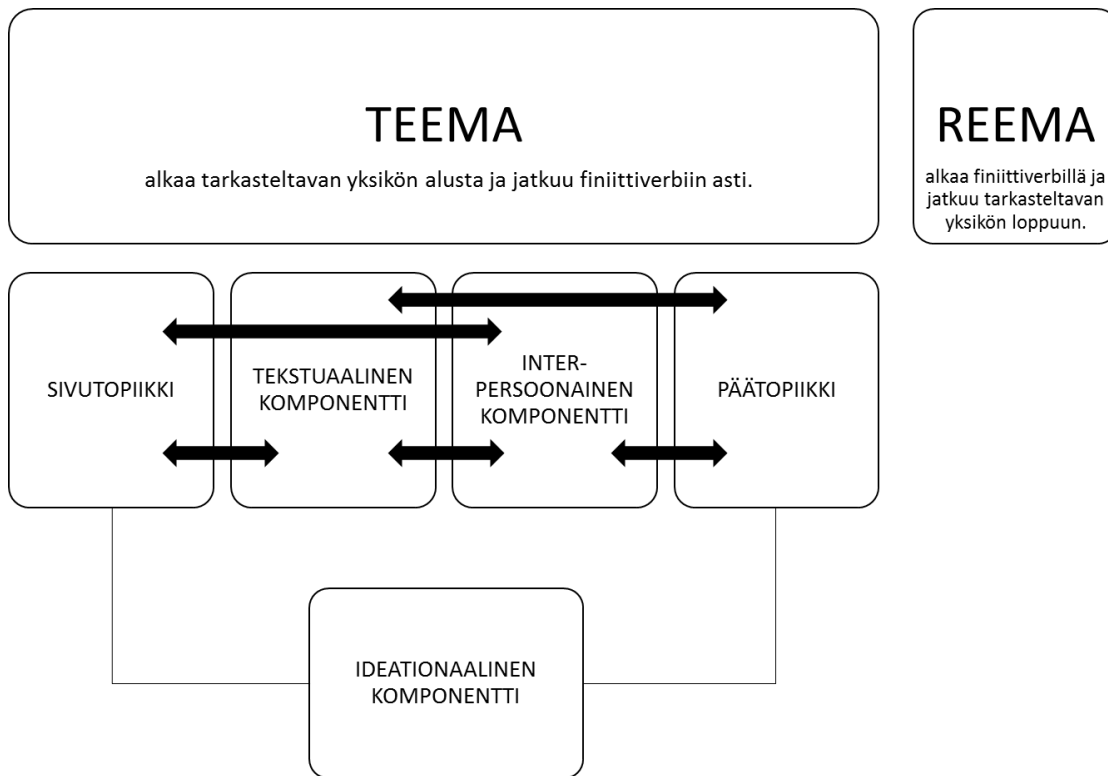 TEEMA
alkaa tarkasteltavan yksikön alusta ja jatkuu finiittiverbiin asti.
REEMA
alkaa finiittiverbillä ja
jatkuu tarkasteltavan
yksikön loppuun.
SIVUTOPIIKKI
TEKSTUAALINEN
KOMPONENTTI
INTER-
PERSOONAINEN
KOMPONENTTI
PÄÄTOPIIKKI
IDEATIONAALINEN
KOMPONENTTI